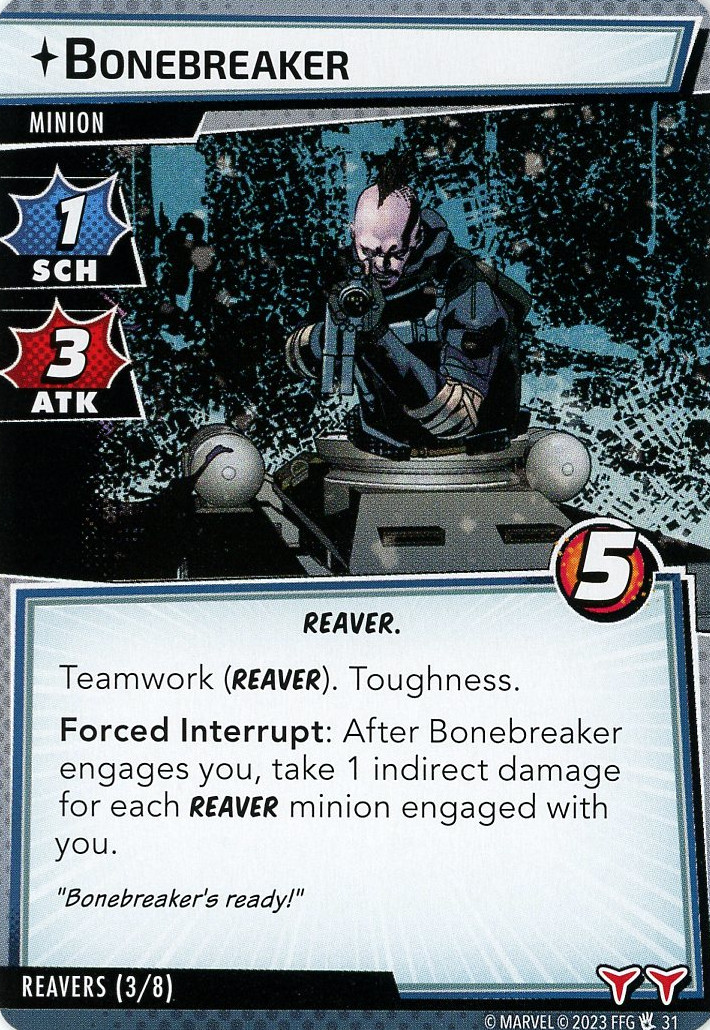 BONEBREAKER
MINION
1
SCH
3
ATK
5
REAVER.
Teamwork (REAVER). Toughness.
Forced Interrupt: After Bonebreaker
engages you, take 1 indirect damage
for each REAVER minion engaged with
you.
"Bonebreaker's ready!"
REAVERS (3/8)
© MARVEL © 2023 FFG 31